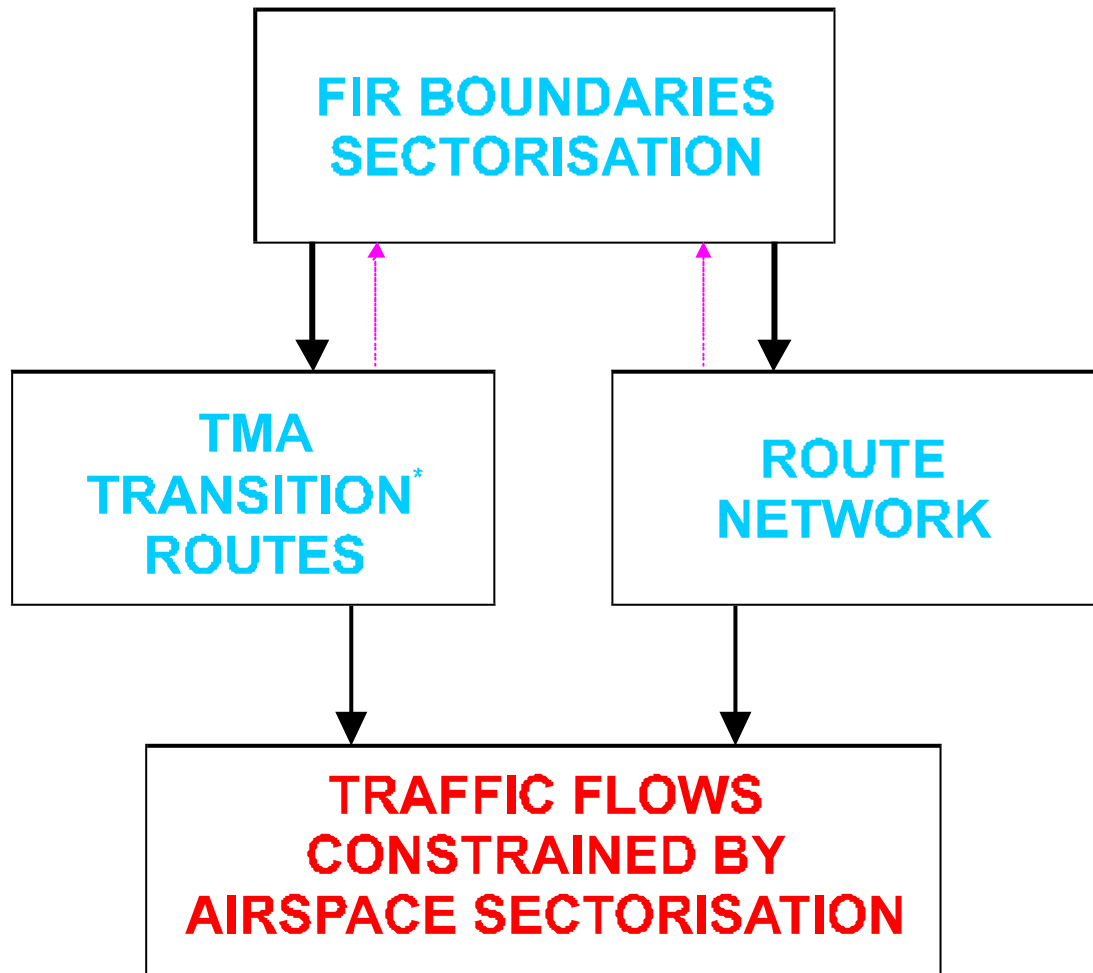 FIR BOUNDARIES
SECTORISATION
TMA
TRANSITION*
ROUTES
ROUTE
NETWORK
TRAFFIC FLOWS
CONSTRAINED BY
AIRSPACE SECTORISATION